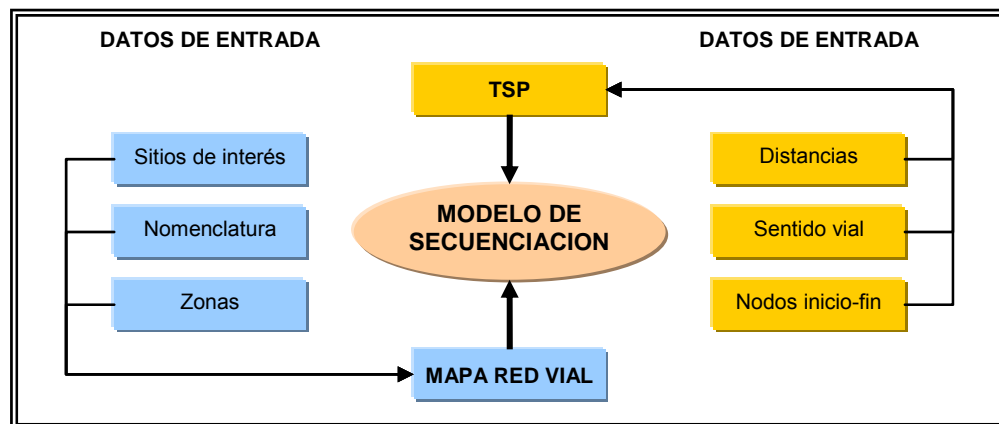 DATOS DE ENTRADA
DATOS DE ENTRADA
TSP
Sitios de interés
Distancias
Nomenclatura
MODELO DE
SECUENCIACION
Sentido vial
Zonas
Nodos inicio-fin
MAPA RED VIAL